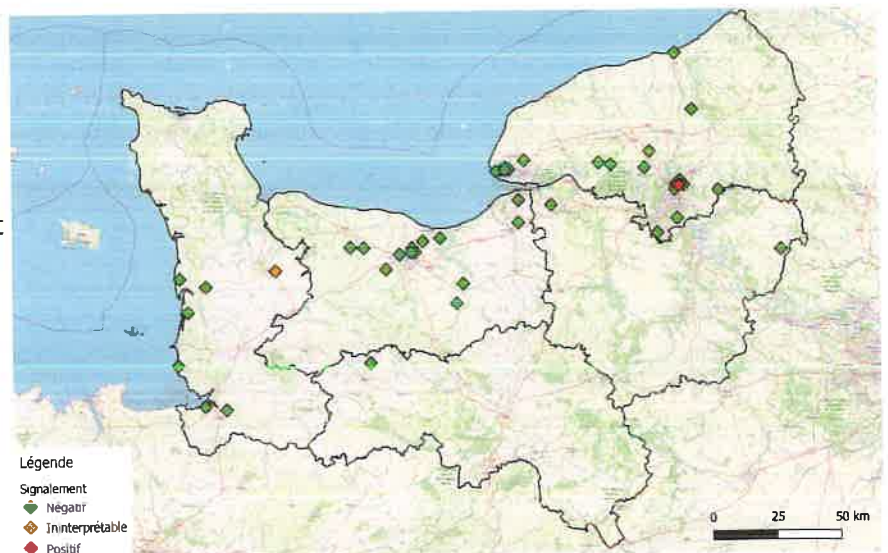 Légende
Signalement
Négatif
Ininterprétable
Positif
0 25 50 km